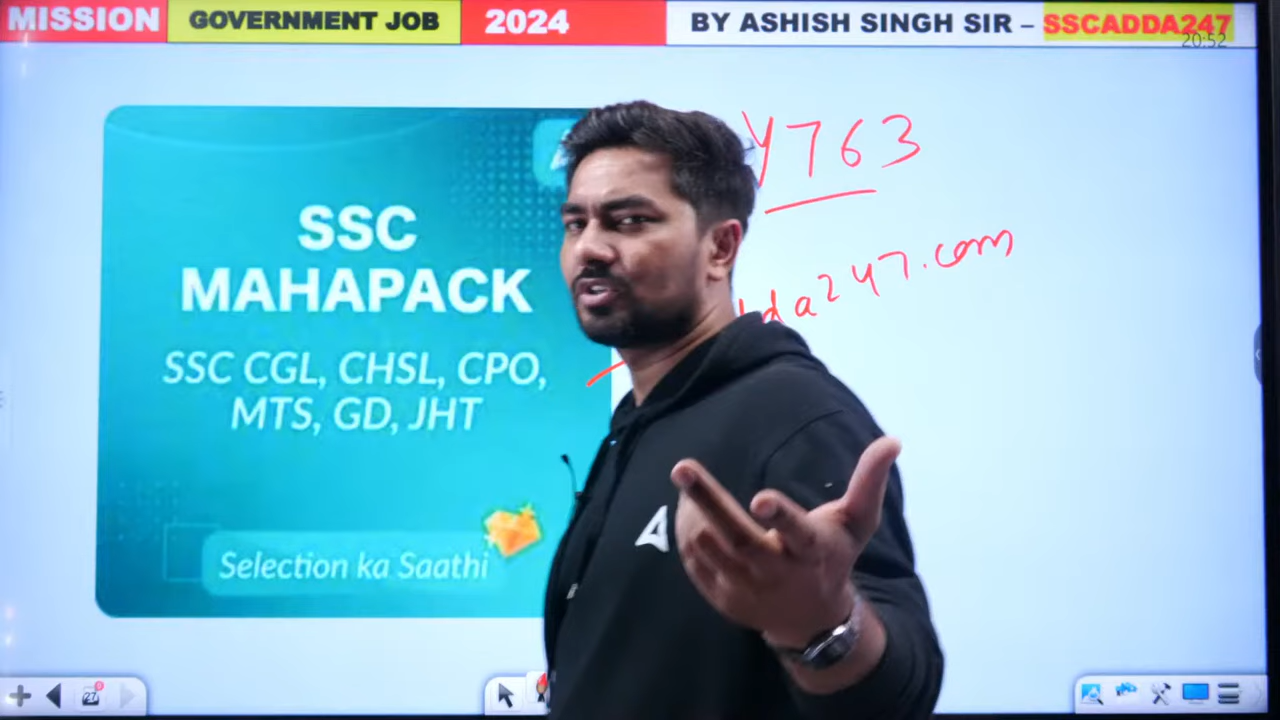 MISSION GOVERNMENT JOB 2024 BY ASHISH SINGH SIR – SSCADDA247
20:52
Y763
SSC
MAHAPACK
dda247.com
SSC CGL, CHSL, CPO,
MTS, GD, JHT
Selection ka Saathi